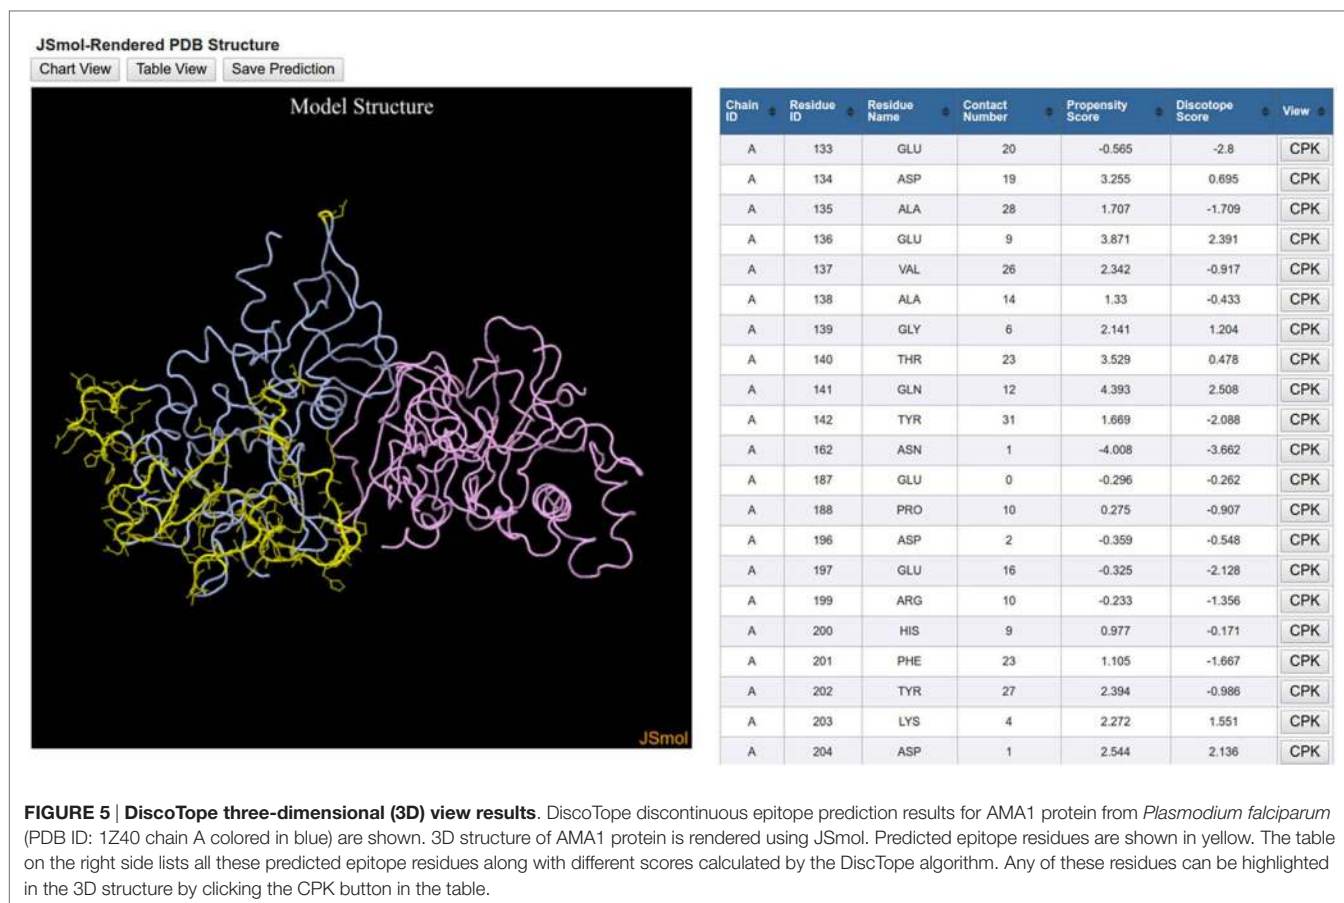 JSmol-Rendered PDB Structure
Chart View Table View Save Prediction
Model Structure
JSmol
Chain ID Residue ID Residue Name Contact Number Propensity Score Discotope Score View
A 133 GLU 20 -0.565 -2.8 CPK
A 134 ASP 19 3.255 0.695 CPK
A 135 ALA 28 1.707 -1.709 CPK
A 136 GLU 9 3.871 2.391 CPK
A 137 VAL 26 2.342 -0.917 CPK
A 138 ALA 14 1.33 -0.433 CPK
A 139 GLY 6 2.141 1.204 CPK
A 140 THR 23 3.529 0.478 CPK
A 141 GLN 12 4.393 2.508 CPK
A 142 TYR 31 1.669 -2.088 CPK
A 162 ASN 1 -4.008 -3.662 CPK
A 187 GLU 0 -0.296 -0.262 CPK
A 188 PRO 10 0.275 -0.907 CPK
A 196 ASP 2 -0.359 -0.548 CPK
A 197 GLU 16 -0.325 -2.128 CPK
A 199 ARG 10 -0.233 -1.356 CPK
A 200 HIS 9 0.977 -0.171 CPK
A 201 PHE 23 1.105 -1.667 CPK
A 202 TYR 27 2.394 -0.986 CPK
A 203 LYS 4 2.272 1.551 CPK
A 204 ASP 1 2.544 2.136 CPK
FIGURE 5 | DiscoTope three-dimensional (3D) view results. DiscoTope discontinuous epitope prediction results for AMA1 protein from Plasmodium falciparum
(PDB ID: 1Z40 chain A colored in blue) are shown. 3D structure of AMA1 protein is rendered using JSmol. Predicted epitope residues are shown in yellow. The table
on the right side lists all these predicted epitope residues along with different scores calculated by the DiscTope algorithm. Any of these residues can be highlighted
in the 3D structure by clicking the CPK button in the table.